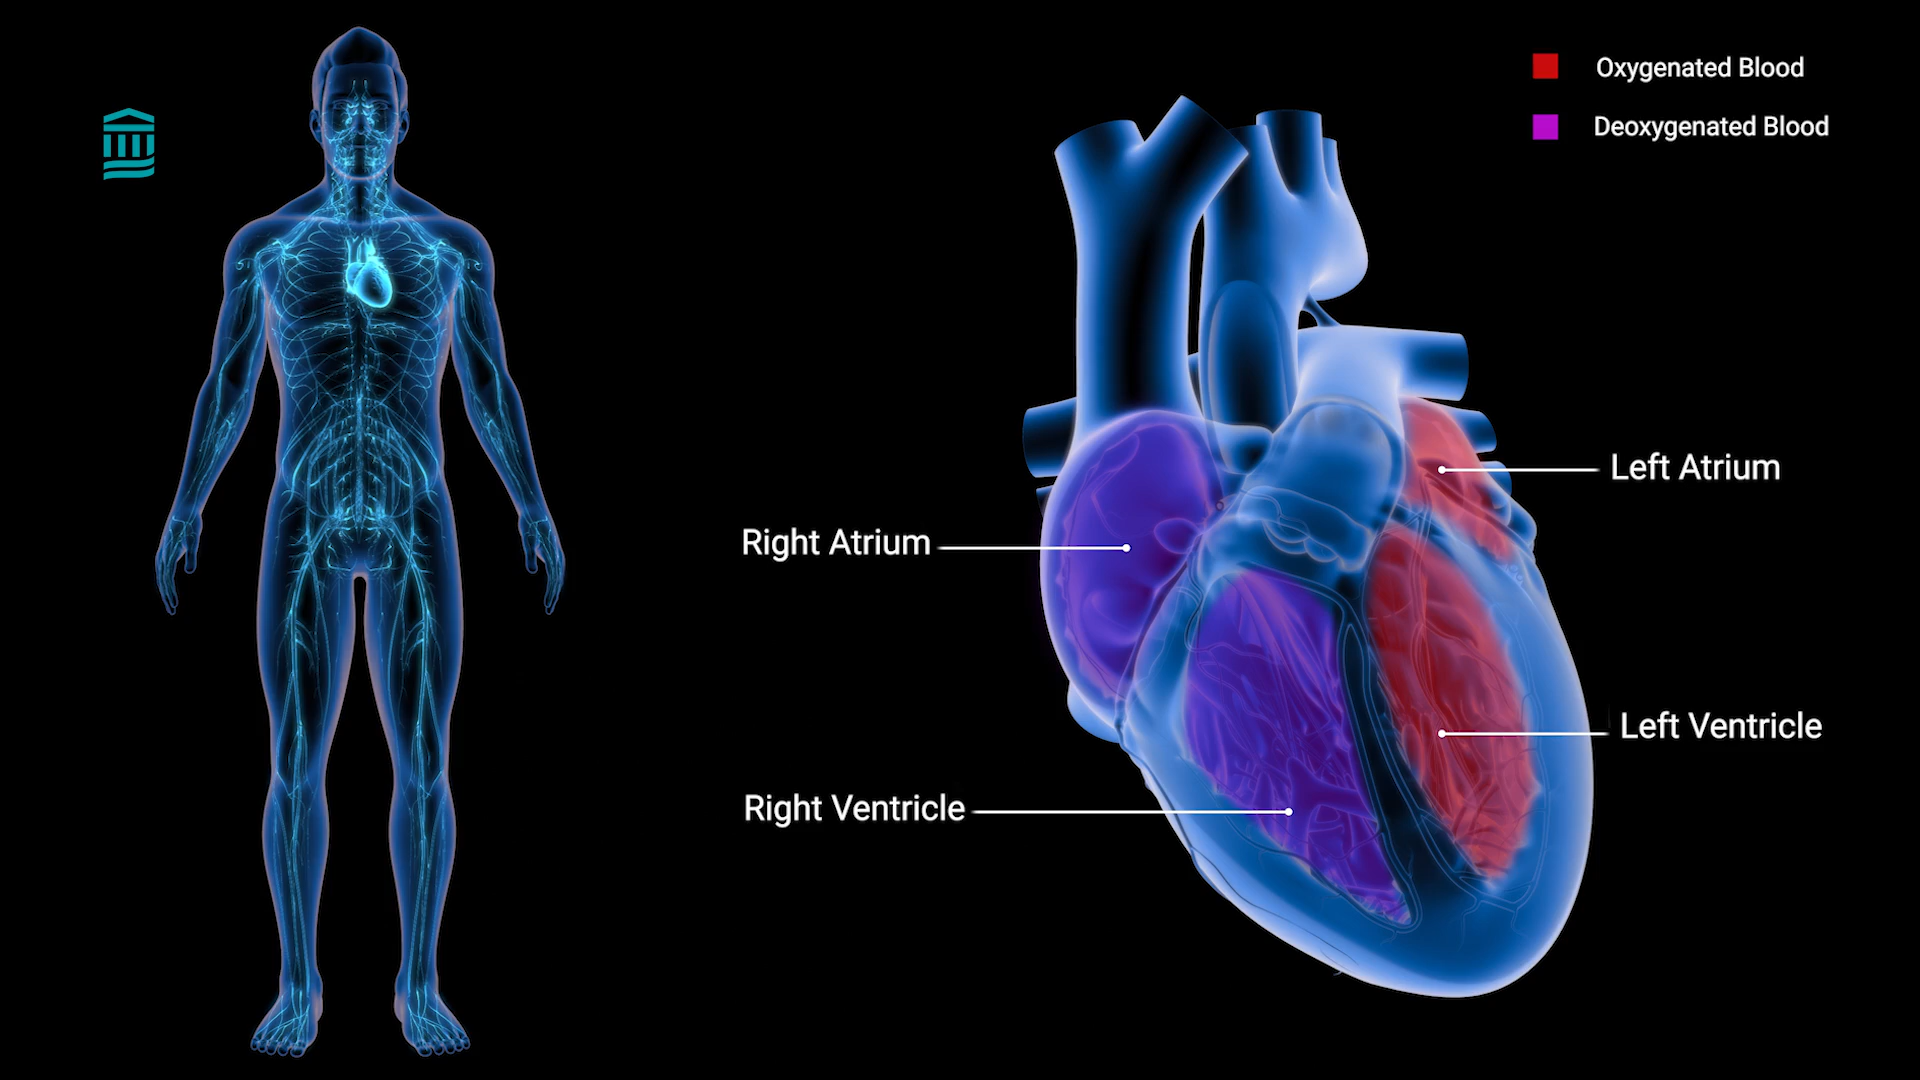 Oxygenated Blood
Deoxygenated Blood
Left Atrium
Right Atrium
Left Ventricle
Right Ventricle